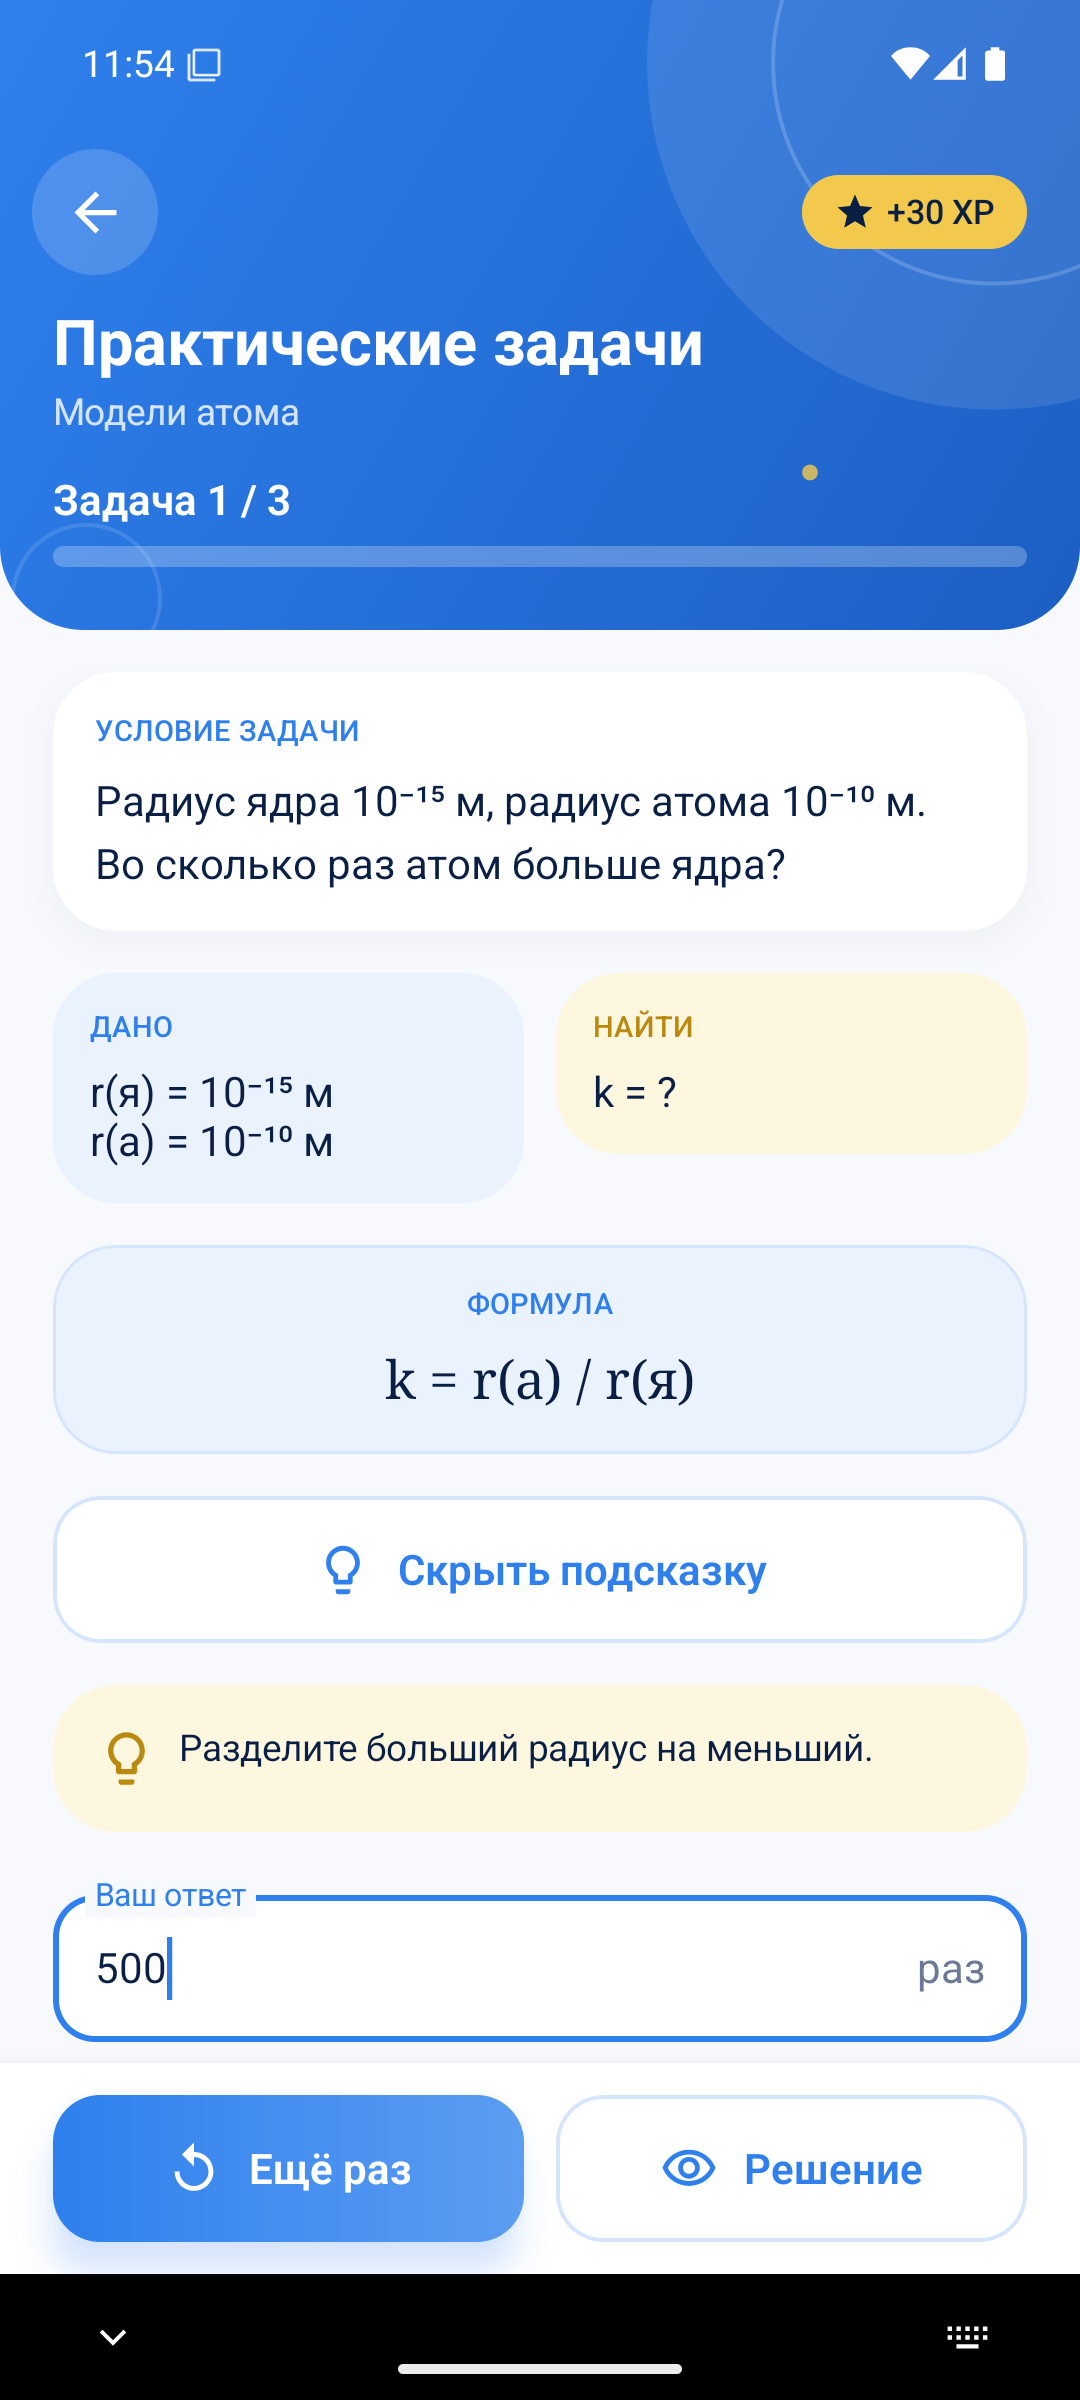 11:54
+30 XP
Практические задачи
Модели атома
Задача 1 / 3
УСЛОВИЕ ЗАДАЧИ
Радиус ядра 10⁻¹⁵ м, радиус атома 10⁻¹⁰ м.
Во сколько раз атом больше ядра?
ДАНО
r(я) = 10⁻¹⁵ м
r(а) = 10⁻¹⁰ м
НАЙТИ
k = ?
ФОРМУЛА
k = r(а) / r(я)
Скрыть подсказку
Разделите больший радиус на меньший.
Ваш ответ
500 раз
Ещё раз
Решение